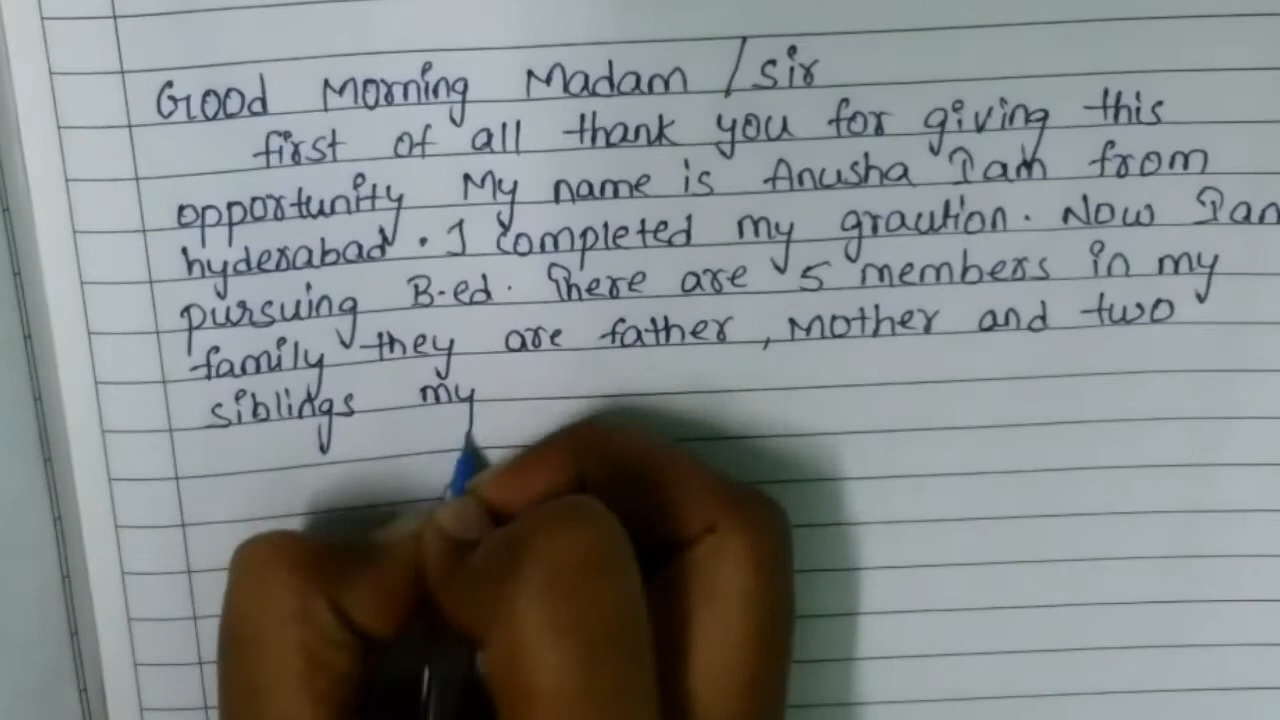 Good Morning Madam / sir
first of all thank you for giving this
opportunity My name is Anusha I am from
hyderabad . I completed my graution . Now I am
pursuing B-ed. There are 5 members in my
family they are father , Mother and two
siblings my